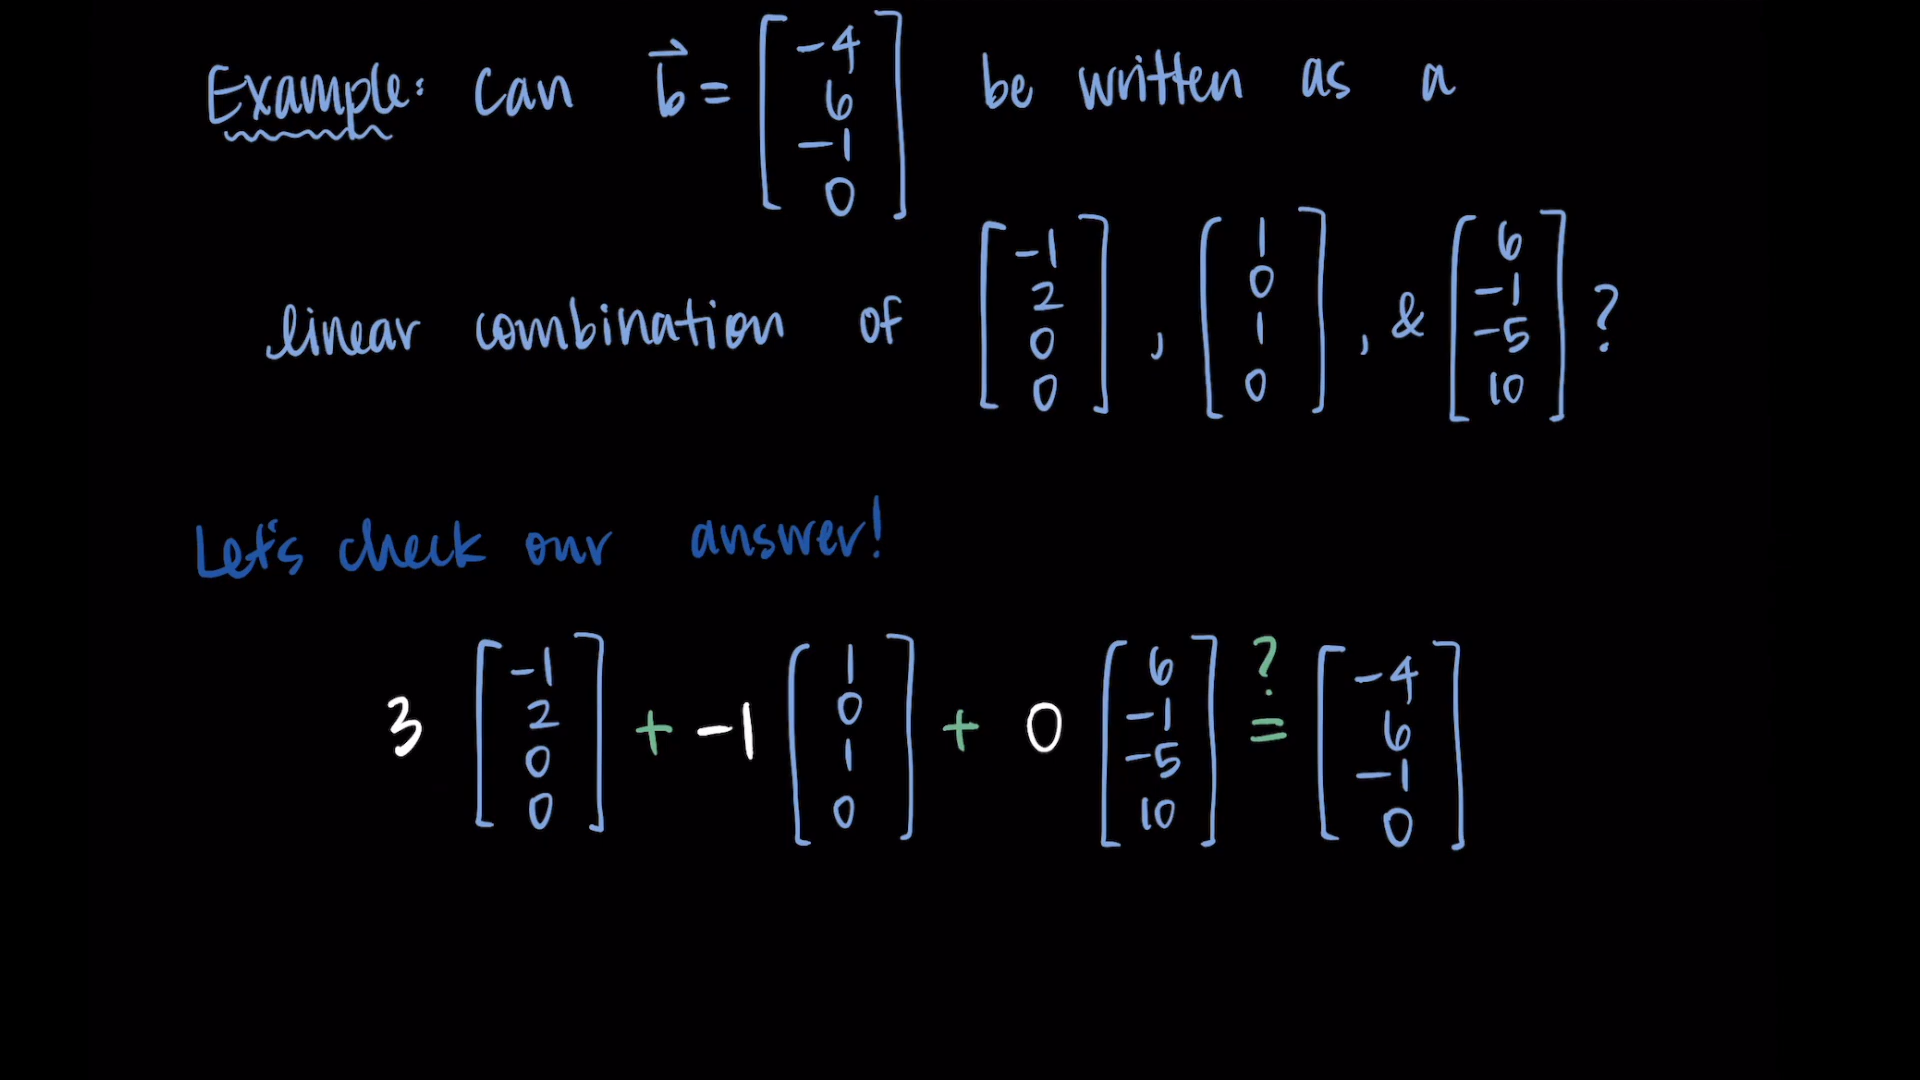 Example: Can b⃗ = [-4 6 -1 0] be written as a
linear combination of [-1 2 0 0], [1 0 1 0], & [6 -1 -5 10]?
Let's check our answer!
3 [-1 2 0 0] + -1 [1 0 1 0] + 0 [6 -1 -5 10] ?= [-4 6 -1 0]